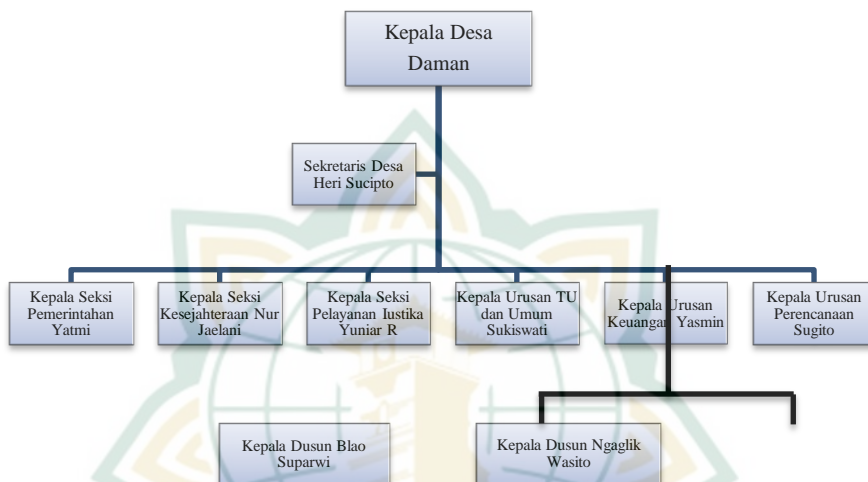 Kepala Desa
Daman
Sekretaris Desa
Heri Sucipto
Kepala Seksi
Pemerintahan
Yatmi
Kepala Seksi
Kesejahteraan Nur
Jaelani
Kepala Seksi
Pelayanan Iustika
Yuniar R
Kepala Urusan TU
dan Umum
Sukiswati
Kepala Urusan
Keuangan Yasmin
Kepala Urusan
Perencanaan
Sugito
Kepala Dusun Blao
Suparwi
Kepala Dusun Ngaglik
Wasito